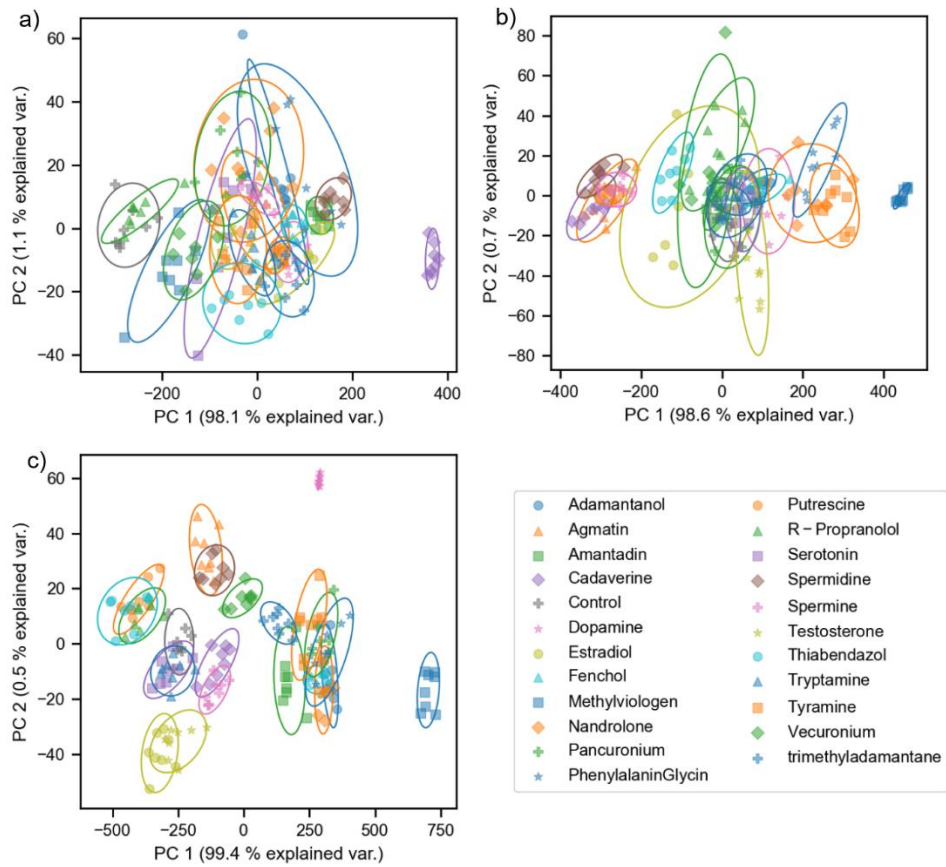 a)
60
40
20
0
−20
−40
PC 2 (1.1 % explained var.)
−200
0
200
400
PC 1 (98.1 % explained var.)
b)
80
60
40
20
0
−20
−40
−60
−80
PC 2 (0.7 % explained var.)
−400
−200
0
200
400
PC 1 (98.6 % explained var.)
c)
60
40
20
0
−20
−40
PC 2 (0.5 % explained var.)
−500
−250
0
250
500
750
PC 1 (99.4 % explained var.)
Adamantanol
Agmatin
Amantadin
Cadaverine
Control
Dopamine
Estradiol
Fenchol
Methylviologen
Nandrolone
Pancuronium
PhenylalaninGlycin
Putrescine
R − Propranolol
Serotonin
Spermidine
Spermine
Testosterone
Thiabendazol
Tryptamine
Tyramine
Vecuronium
trimethyladamantane